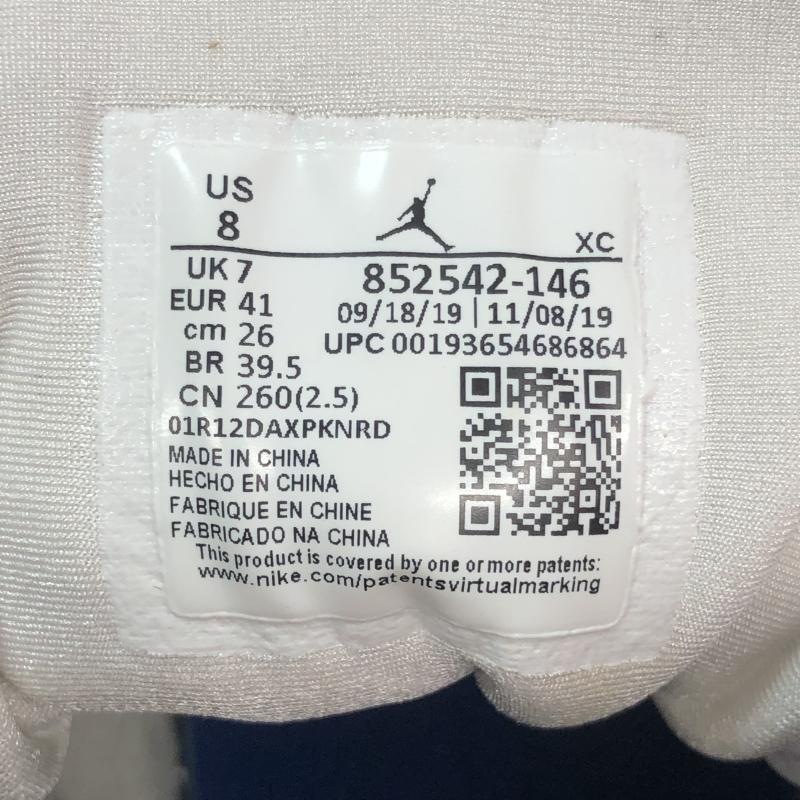 US
8
XC
UK 7
852542-146
EUR 41
09/18/19 | 11/08/19
cm 26
UPC 00193654686864
BR 39.5
CN 260(2.5)
01R12DAXPKNRD
MADE IN CHINA
HECHO EN CHINA
FABRIQUE EN CHINE
FABRICADO NA CHINA
This product is covered by one or more patents:
www.nike.com/patentsvirtualmarking